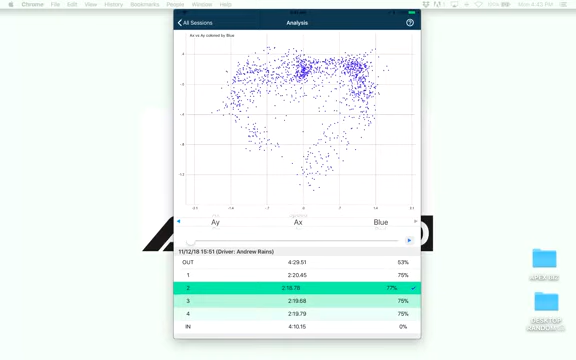 Chrome File Edit View History Bookmarks People Window Help
Mon 4:43 PM
All Sessions Analysis
Ax vs Ay colored by Blue
Ay Ax Blue
11/12/18 15:51 (Driver: Andrew Rains)
OUT 4:29.51 53%
1 2:20.45 75%
2 2:18.78 77%
3 2:19.68 75%
4 2:19.79 75%
IN 4:10.15 0%
DESKTOP